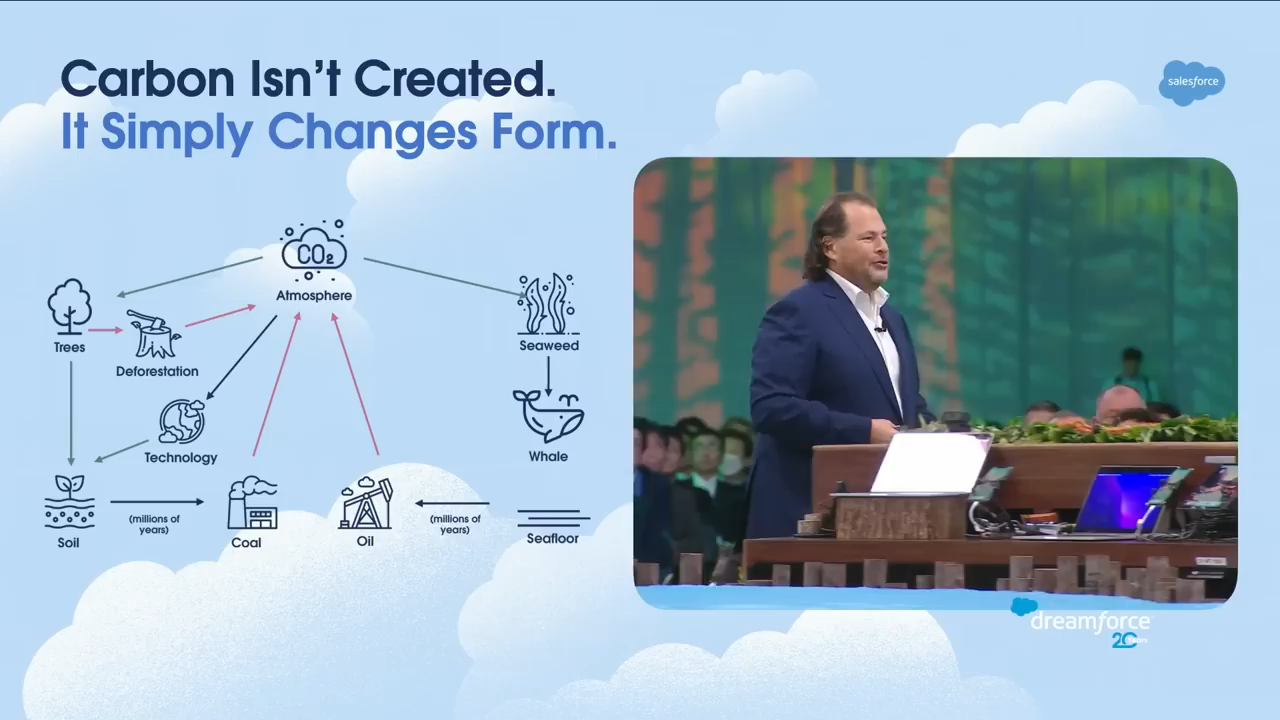 Carbon Isn't Created.
It Simply Changes Form.
salesforce
CO₂
Atmosphere
Trees
Deforestation
Seaweed
Technology
Whale
Soil
(millions of
years)
Coal
Oil
(millions of
years)
Seafloor
dreamforce
20 Years